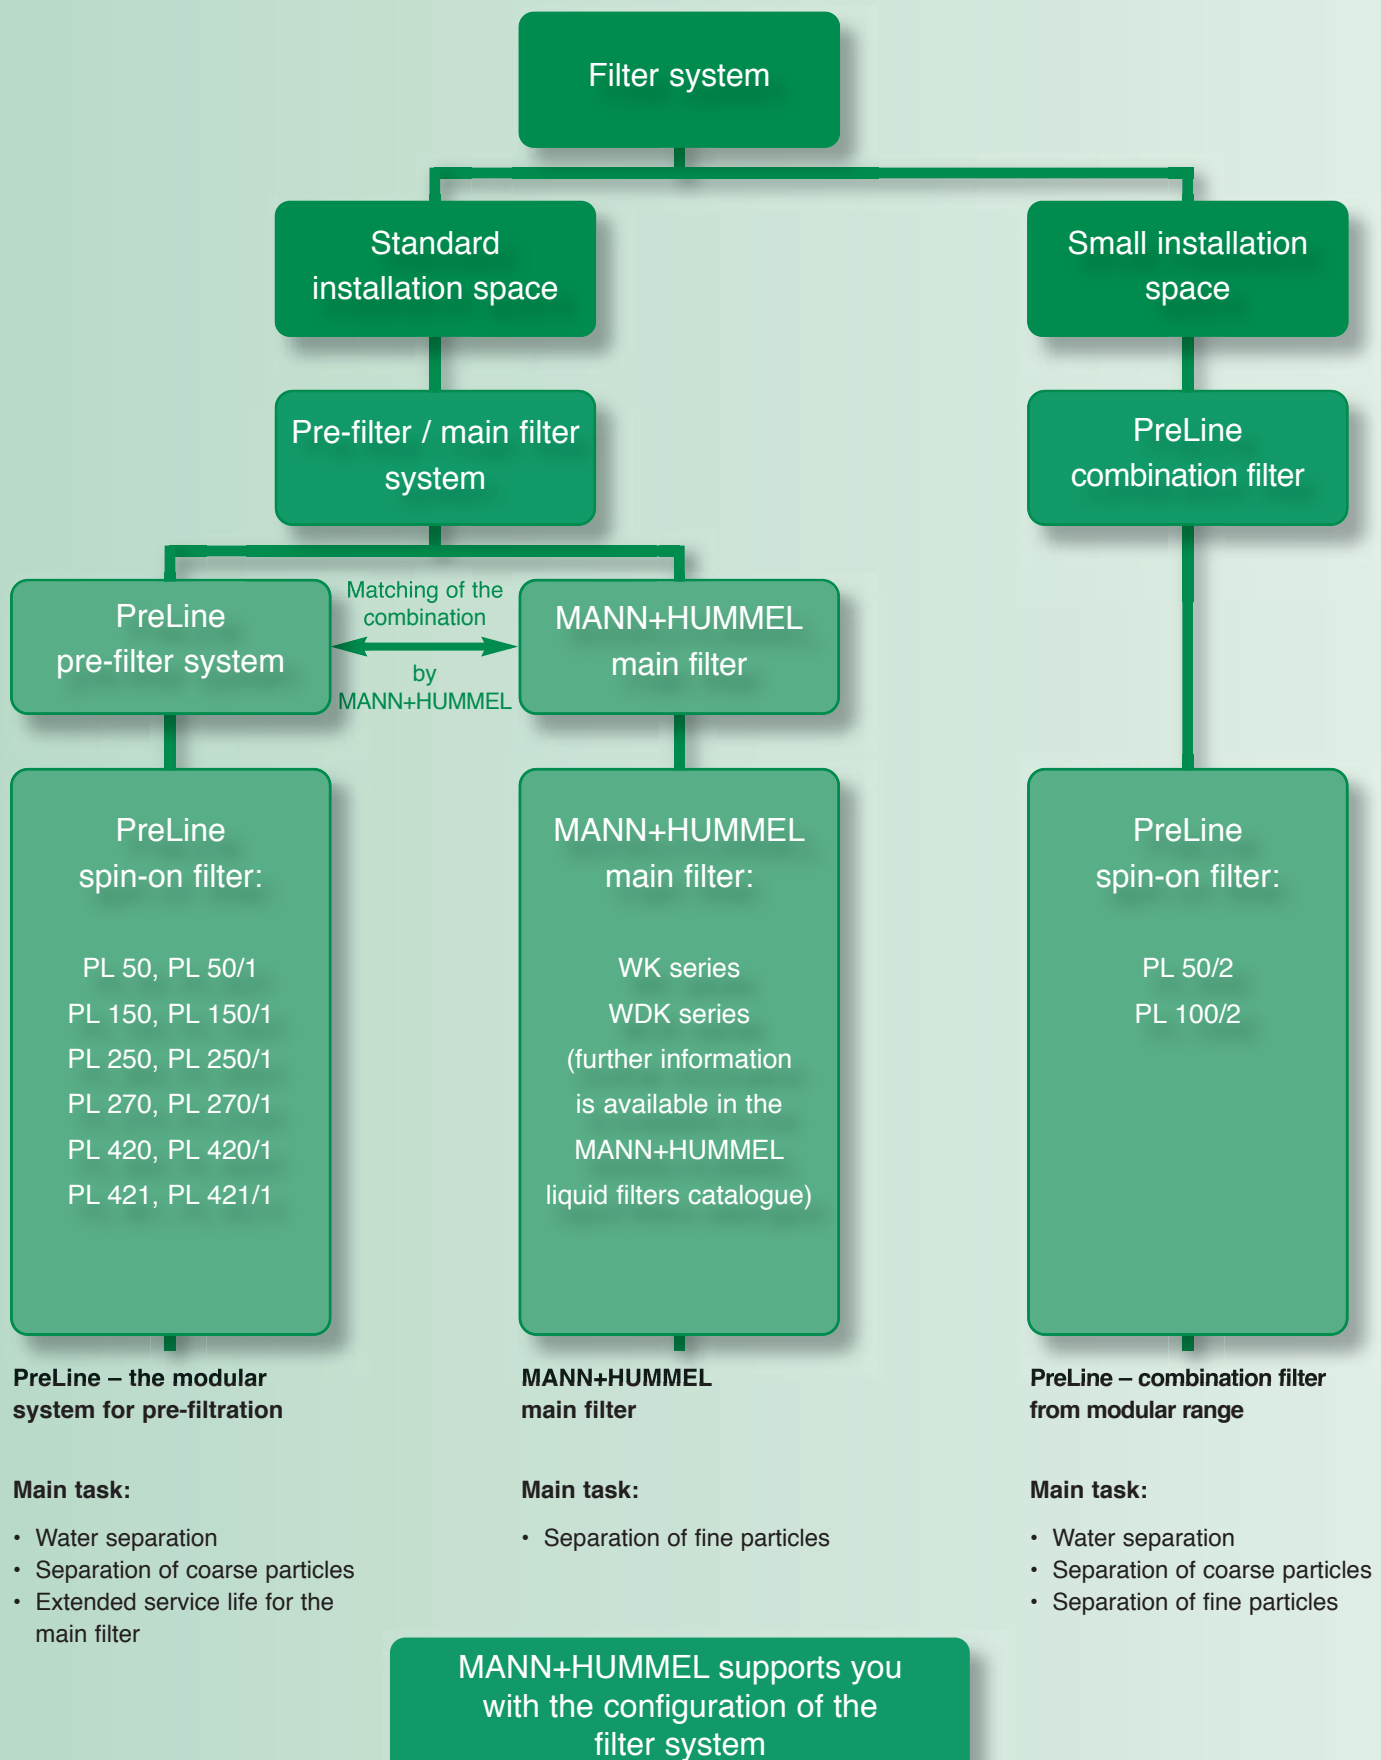 Filter system
Standard
installation space
Small installation
space
Pre-filter / main filter
system
PreLine
combination filter
PreLine
pre-filter system
Matching of the
combination
by
MANN+HUMMEL
MANN+HUMMEL
main filter
PreLine
spin-on filter:
PL 50, PL 50/1
PL 150, PL 150/1
PL 250, PL 250/1
PL 270, PL 270/1
PL 420, PL 420/1
PL 421, PL 421/1
MANN+HUMMEL
main filter:
WK series
WDK series
(further information
is available in the
MANN+HUMMEL
liquid filters catalogue)
PreLine
spin-on filter:
PL 50/2
PL 100/2
PreLine – the modular
system for pre-filtration
Main task:
• Water separation
• Separation of coarse particles
• Extended service life for the
main filter
MANN+HUMMEL
main filter
Main task:
• Separation of fine particles
PreLine – combination filter
from modular range
Main task:
• Water separation
• Separation of coarse particles
• Separation of fine particles
MANN+HUMMEL supports you
with the configuration of the
filter system